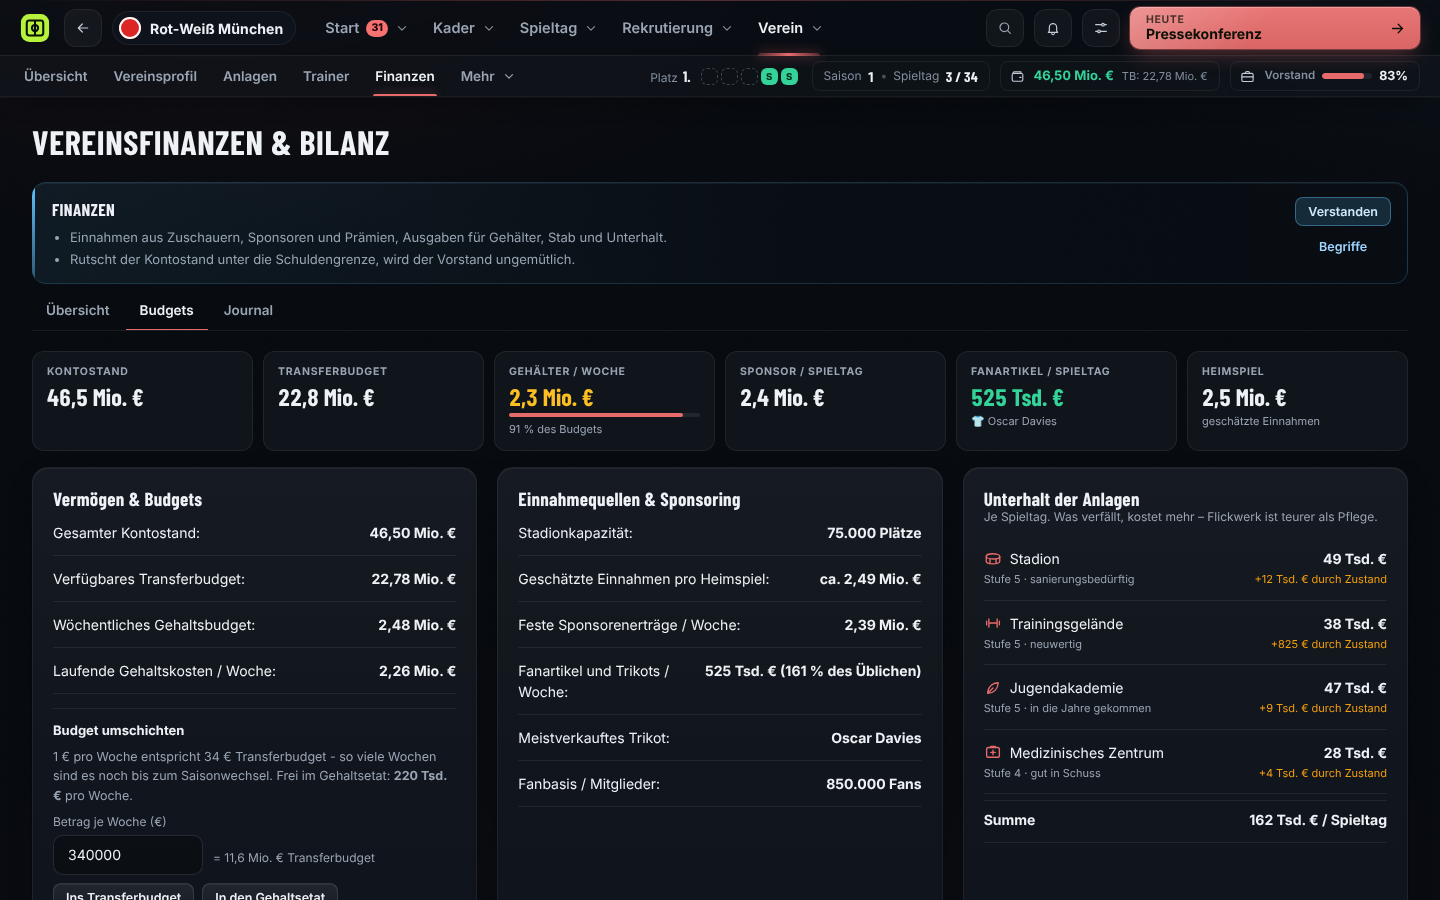 Rot-Weiß München
Start 31
Kader
Spieltag
Rekrutierung
Verein
HEUTE
Pressekonferenz
Übersicht
Vereinsprofil
Anlagen
Trainer
Finanzen
Mehr
Platz 1.
S S
Saison 1 • Spieltag 3 / 34
46,50 Mio. € TB: 22,78 Mio. €
Vorstand 83%
VEREINSFINANZEN & BILANZ
FINANZEN
• Einnahmen aus Zuschauern, Sponsoren und Prämien, Ausgaben für Gehälter, Stab und Unterhalt.
• Rutscht der Kontostand unter die Schuldengrenze, wird der Vorstand ungemütlich.
Verstanden
Begriffe
Übersicht
Budgets
Journal
KONTOSTAND
46,5 Mio. €
TRANSFERBUDGET
22,8 Mio. €
GEHÄLTER / WOCHE
2,3 Mio. €
91 % des Budgets
SPONSOR / SPIELTAG
2,4 Mio. €
FANARTIKEL / SPIELTAG
525 Tsd. €
👕 Oscar Davies
HEIMSPIEL
2,5 Mio. €
geschätzte Einnahmen
Vermögen & Budgets
Gesamter Kontostand: 46,50 Mio. €
Verfügbares Transferbudget: 22,78 Mio. €
Wöchentliches Gehaltsbudget: 2,48 Mio. €
Laufende Gehaltskosten / Woche: 2,26 Mio. €
Budget umschichten
1 € pro Woche entspricht 34 € Transferbudget - so viele Wochen
sind es noch bis zum Saisonwechsel. Frei im Gehaltsetat: 220 Tsd.
€ pro Woche.
Betrag je Woche (€)
340000
= 11,6 Mio. € Transferbudget
Ins Transferbudget
In den Gehaltsetat
Einnahmequellen & Sponsoring
Stadionkapazität: 75.000 Plätze
Geschätzte Einnahmen pro Heimspiel: ca. 2,49 Mio. €
Feste Sponsorenerträge / Woche: 2,39 Mio. €
Fanartikel und Trikots / 525 Tsd. € (161 % des Üblichen)
Woche:
Meistverkauftes Trikot: Oscar Davies
Fanbasis / Mitglieder: 850.000 Fans
Unterhalt der Anlagen
Je Spieltag. Was verfällt, kostet mehr – Flickwerk ist teurer als Pflege.
Stadion 49 Tsd. €
Stufe 5 · sanierungsbedürftig +12 Tsd. € durch Zustand
Trainingsgelände 38 Tsd. €
Stufe 5 · neuwertig +825 € durch Zustand
Jugendakademie 47 Tsd. €
Stufe 5 · in die Jahre gekommen +9 Tsd. € durch Zustand
Medizinisches Zentrum 28 Tsd. €
Stufe 4 · gut in Schuss +4 Tsd. € durch Zustand
Summe 162 Tsd. € / Spieltag